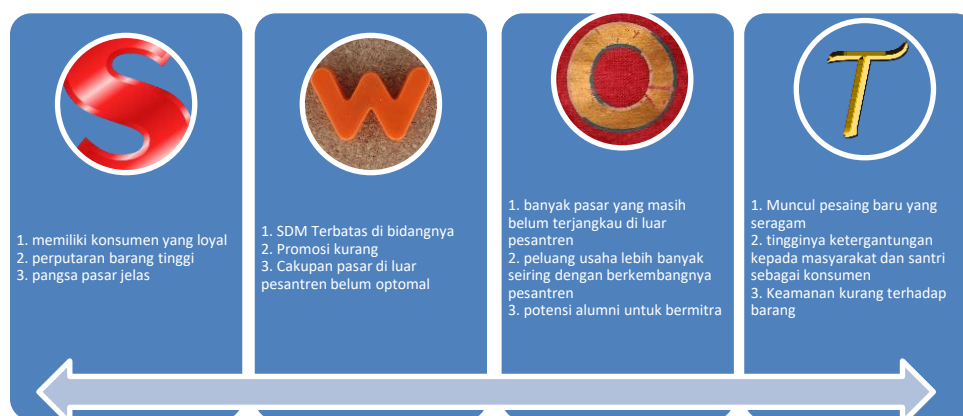 S
W
O
T
1. memiliki konsumen yang loyal
2. perputaran barang tinggi
3. pangsa pasar jelas
1. SDM Terbatas di bidangnya
2. Promosi kurang
3. Cakupan pasar di luar
pesantren belum optomal
1. banyak pasar yang masih
belum terjangkau di luar
pesantren
2. peluang usaha lebih banyak
seiring dengan berkembangnya
pesantren
3. potensi alumni untuk bermitra
1. Muncul pesaing baru yang
seragam
2. tingginya ketergantungan
kepada masyarakat dan santri
sebagai konsumen
3. Keamanan kurang terhadap
barang